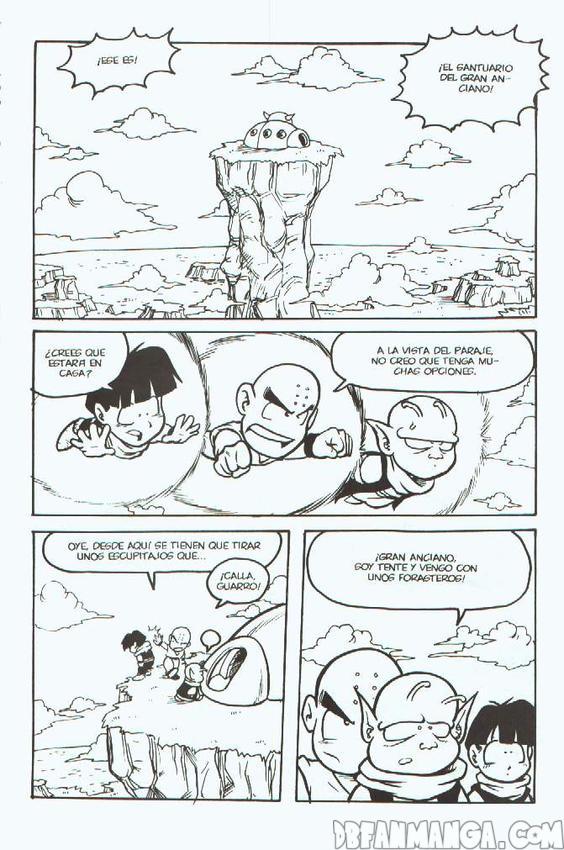 ¡ESE ES!
¡EL SANTUARIO
DEL GRAN AN-
CIANO!
¿CREES QUE
ESTARÁ EN
CASA?
A LA VISTA DEL PARAJE,
NO CREO QUE TENGA MU-
CHAS OPCIONES.
OYE, DESDE AQUÍ SE TIENEN QUE TIRAR
UNOS ESCUPITAJOS QUE...
¡CALLA,
GUARRO!
¡GRAN ANCIANO,
SOY TENTE Y VENGO CON
UNOS FORASTEROS!
DBFANMANGA.COM